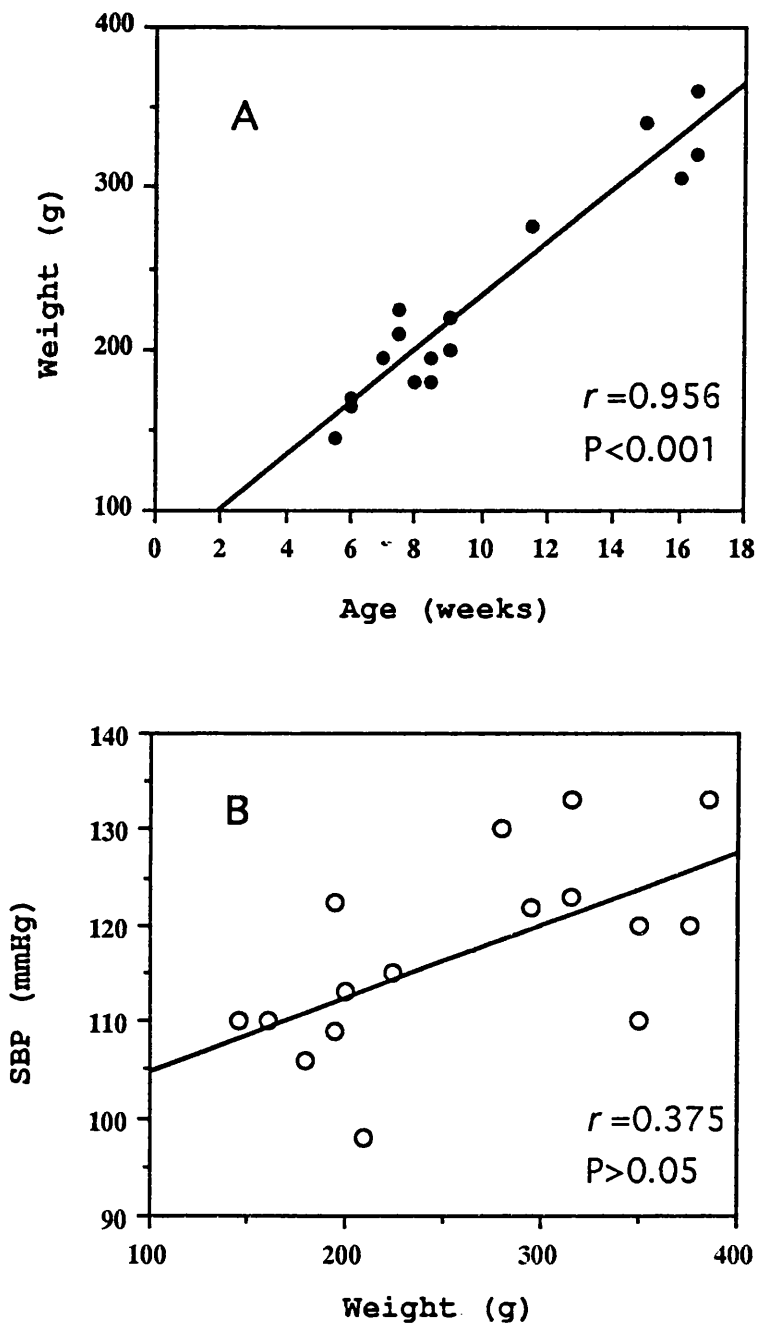 400
A
300
Weight (g)
200
r =0.956
P<0.001
100
0 2 4 6 8 10 12 14 16 18
Age (weeks)
140
B
130
120
SBP (mmHg)
110
r =0.375
100
P>0.05
90
100 200 300 400
Weight (g)